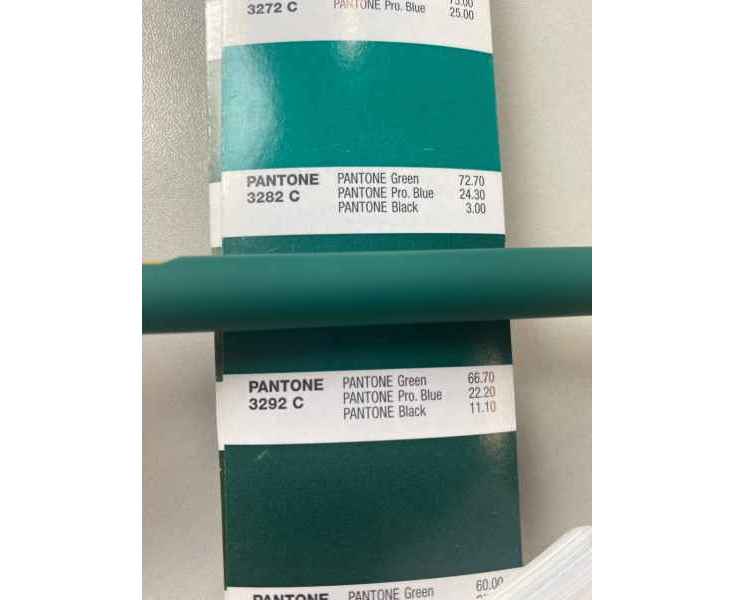 3272 C PANTONE Pro. Blue 25.00
PANTONE PANTONE Green 72.70
3282 C PANTONE Pro. Blue 24.30
PANTONE Black 3.00
PANTONE PANTONE Green 66.70
3292 C PANTONE Pro. Blue 22.20
PANTONE Black 11.10
PANTONE PANTONE Green 60.00